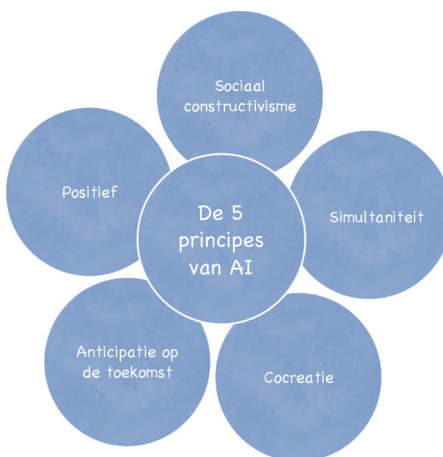 De 5
principes
van AI
Sociaal
constructivisme
Simultaniteit
Cocreatie
Anticipatie op
de toekomst
Positief